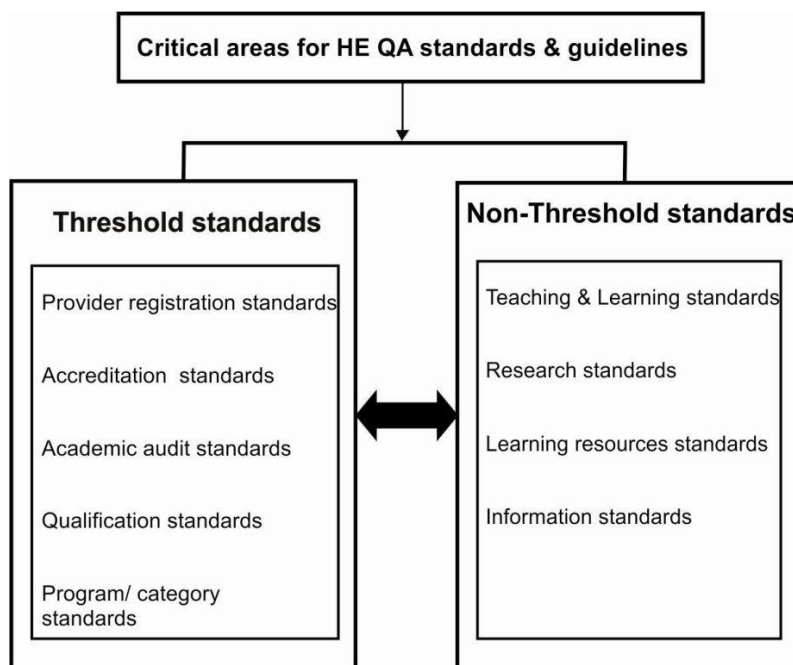 Critical areas for HE QA standards & guidelines
Threshold standards
Provider registration standards
Accreditation standards
Academic audit standards
Qualification standards
Program/ category
standards
Non-Threshold standards
Teaching & Learning standards
Research standards
Learning resources standards
Information standards